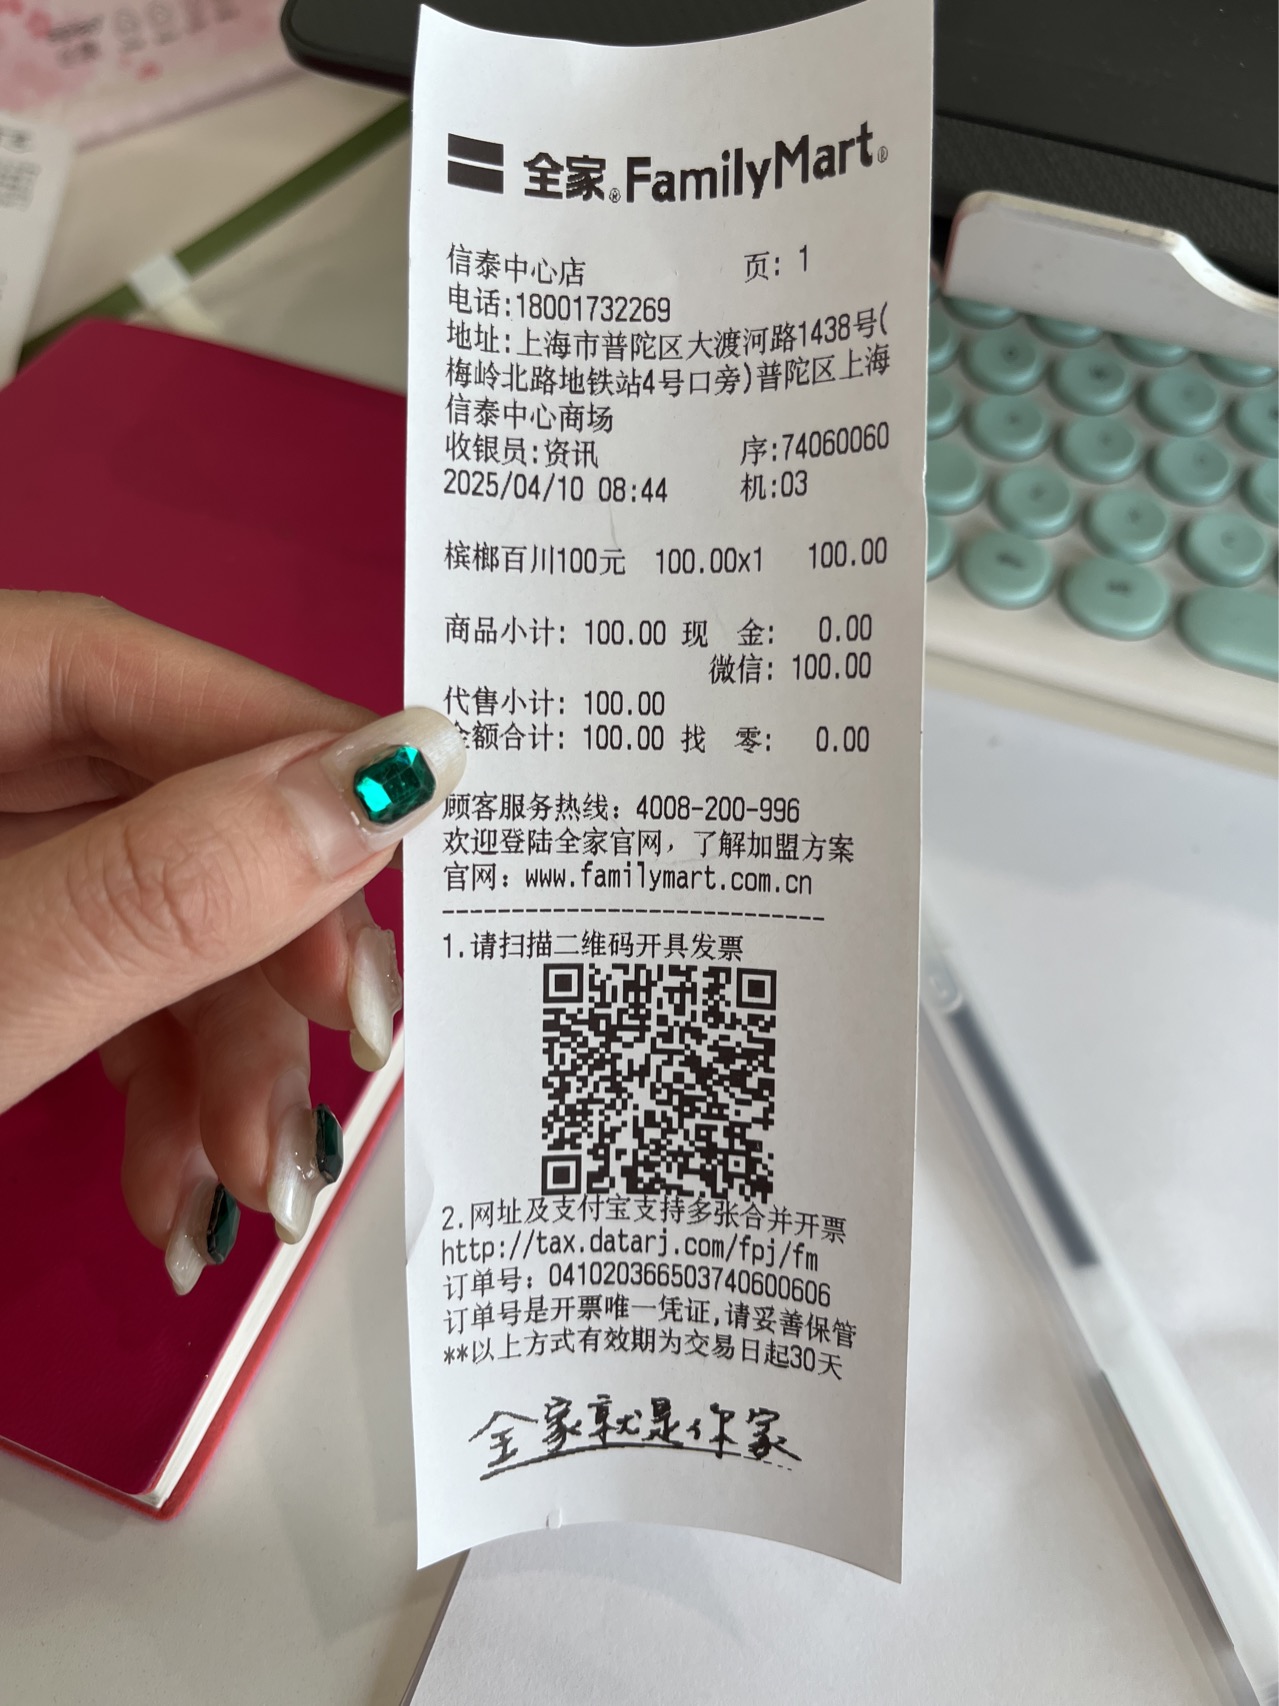 全家® FamilyMart®
信泰中心店 页: 1
电话:18001732269
地址:上海市普陀区大渡河路1438号(
梅岭北路地铁站4号口旁)普陀区上海
信泰中心商场
收银员:资讯 序:74060060
2025/04/10 08:44 机:03
槟榔百川100元 100.00x1 100.00
商品小计: 100.00 现 金: 0.00
微信: 100.00
代售小计: 100.00
金额合计: 100.00 找 零: 0.00
顾客服务热线: 4008-200-996
欢迎登陆全家官网, 了解加盟方案
官网: www.familymart.com.cn
----------------------------
1.请扫描二维码开具发票
2.网址及支付宝支持多张合并开票
http://tax.datarj.com/fpj/fm
订单号: 041020366503740600606
订单号是开票唯一凭证,请妥善保管
**以上方式有效期为交易日起30天
全家就是你家